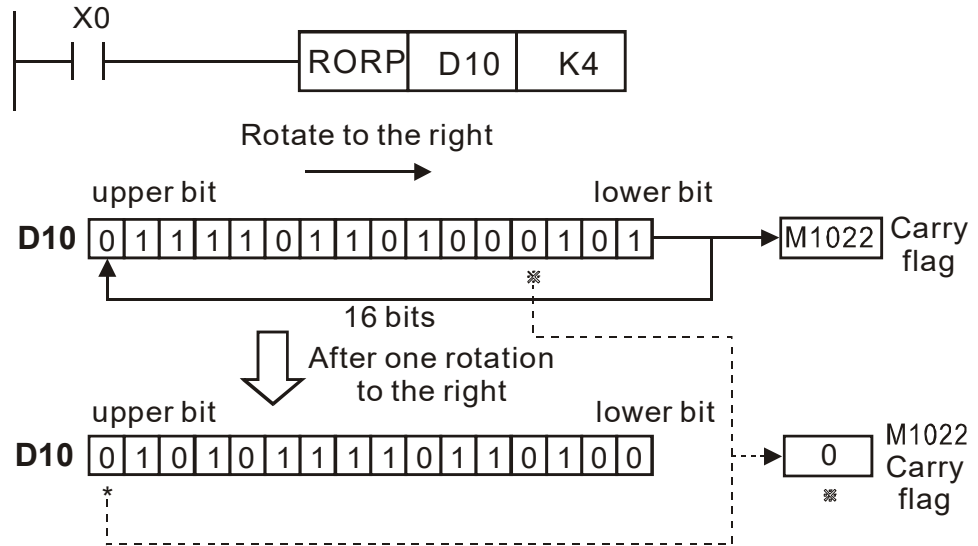 X0
RORP D10 K4
Rotate to the right
upper bit lower bit
D10 0 1 1 1 1 0 1 1 0 1 0 0 0 1 0 1 M1022 Carry
flag
※
16 bits
After one rotation
to the right
upper bit lower bit
D10 0 1 0 1 0 1 1 1 1 0 1 1 0 1 0 0 0 M1022
Carry
flag
* ※